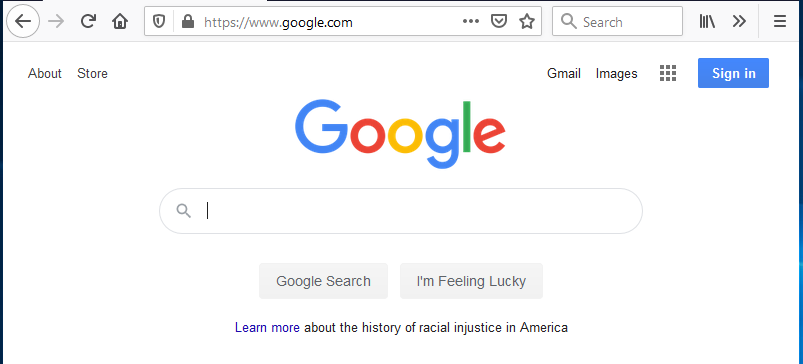 https://www.google.com
Search
About Store
Gmail Images
Sign in
Google
Google Search
I'm Feeling Lucky
Learn more about the history of racial injustice in America